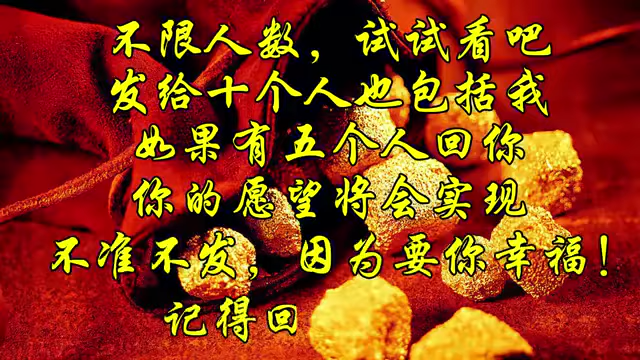 不限人数，试试看吧
发给十个人也包括我
如果有五个人回你
你的愿望将会实现
不准不发，因为要你幸福！
记得回